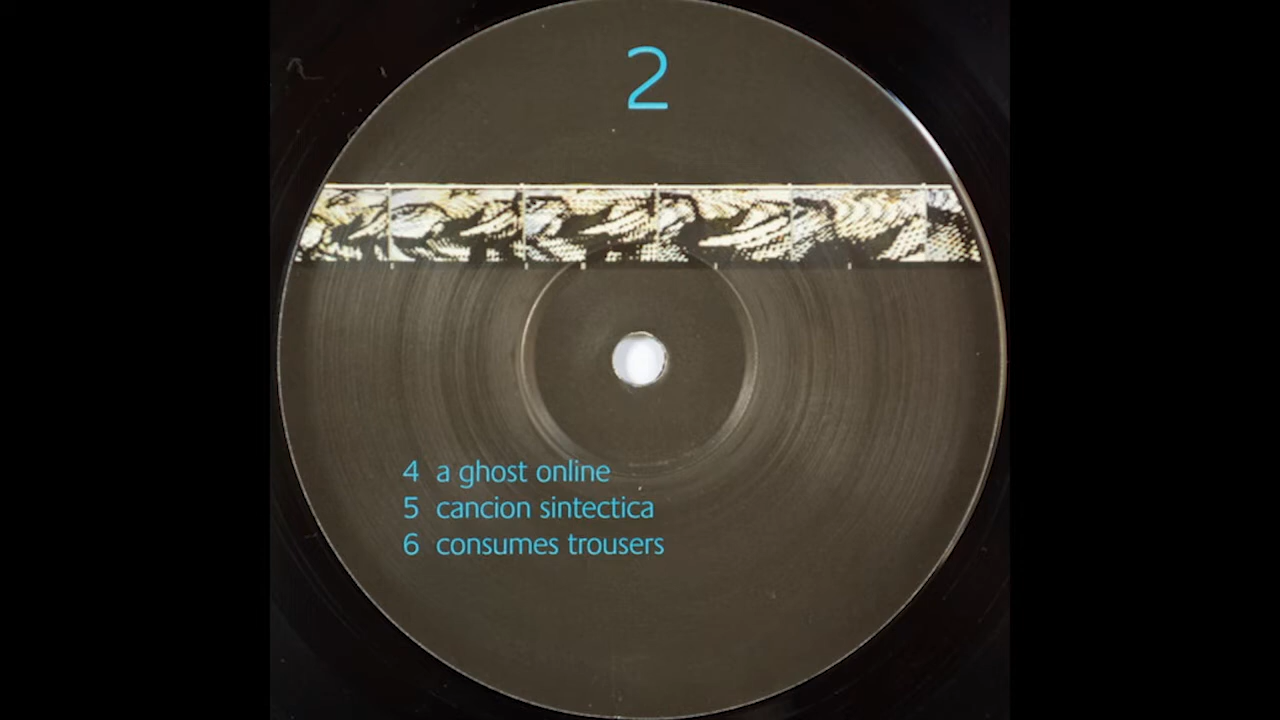 2
4 a ghost online
5 cancion sintectica
6 consumes trousers